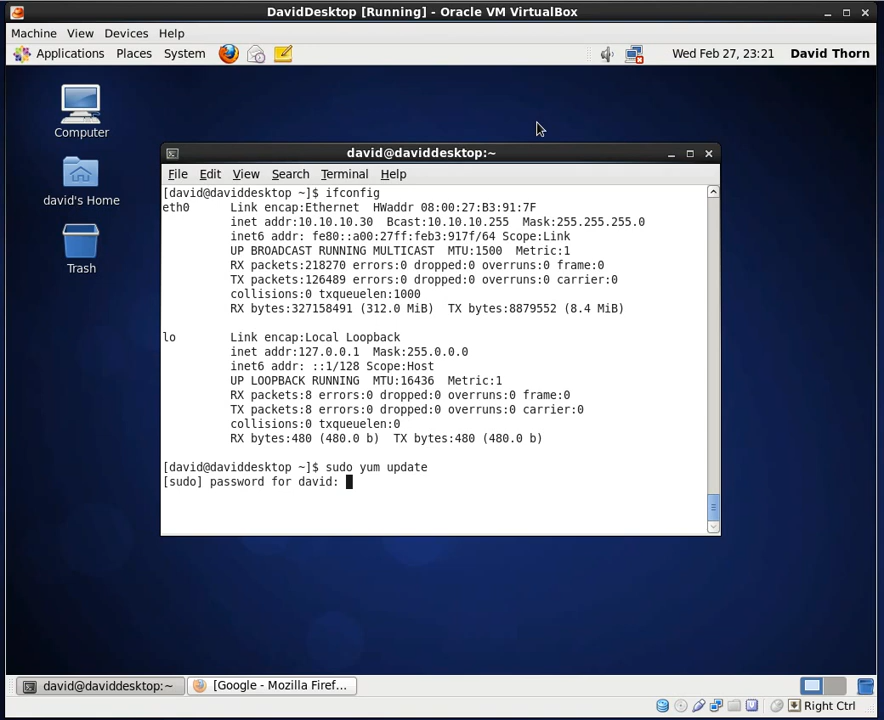 DavidDesktop [Running] - Oracle VM VirtualBox
Machine View Devices Help
Applications Places System Wed Feb 27, 23:21 David Thorn
Computer
david's Home
Trash
david@daviddesktop:~
File Edit View Search Terminal Help
[david@daviddesktop ~]$ ifconfig
eth0 Link encap:Ethernet HWaddr 08:00:27:B3:91:7F
inet addr:10.10.10.30 Bcast:10.10.10.255 Mask:255.255.255.0
inet6 addr: fe80::a00:27ff:feb3:917f/64 Scope:Link
UP BROADCAST RUNNING MULTICAST MTU:1500 Metric:1
RX packets:218270 errors:0 dropped:0 overruns:0 frame:0
TX packets:126489 errors:0 dropped:0 overruns:0 carrier:0
collisions:0 txqueuelen:1000
RX bytes:327158491 (312.0 MiB) TX bytes:8879552 (8.4 MiB)
lo Link encap:Local Loopback
inet addr:127.0.0.1 Mask:255.0.0.0
inet6 addr: ::1/128 Scope:Host
UP LOOPBACK RUNNING MTU:16436 Metric:1
RX packets:8 errors:0 dropped:0 overruns:0 frame:0
TX packets:8 errors:0 dropped:0 overruns:0 carrier:0
collisions:0 txqueuelen:0
RX bytes:480 (480.0 b) TX bytes:480 (480.0 b)
[david@daviddesktop ~]$ sudo yum update
[sudo] password for david:
david@daviddesktop:~ [Google - Mozilla Firef...
Right Ctrl